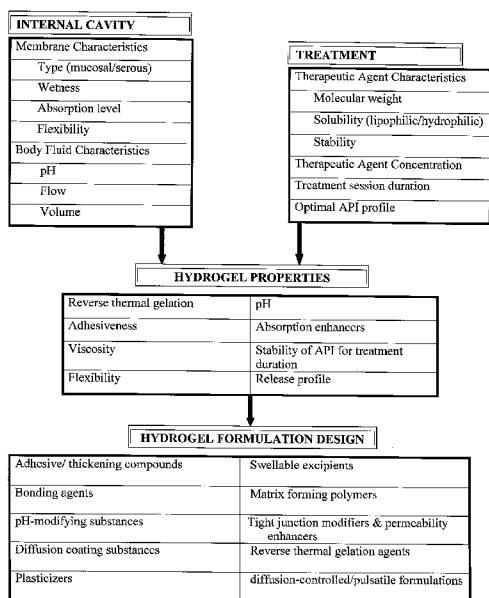 INTERNAL CAVITY
Membrane Characteristics
Type (mucosal/serous)
Wetness
Absorption level
Flexibility
Body Fluid Characteristics
pH
Flow
Volume
TREATMENT
Therapeutic Agent Characteristics
Molecular weight
Solubility (lipophilic/hydrophilic)
Stability
Therapeutic Agent Concentration
Treatment session duration
Optimal API profile
HYDROGEL PROPERTIES
Reverse thermal gelation
pH
Adhesiveness
Absorption enhancers
Viscosity
Stability of API for treatment
duration
Flexibility
Release profile
HYDROGEL FORMULATION DESIGN
Adhesive/ thickening compounds
Swellable excipients
Bonding agents
Matrix forming polymers
pH-modifying substances
Tight junction modifiers & permeability
enhancers
Diffusion coating substances
Reverse thermal gelation agents
Plasticizers
diffusion-controlled/pulsatile formulations